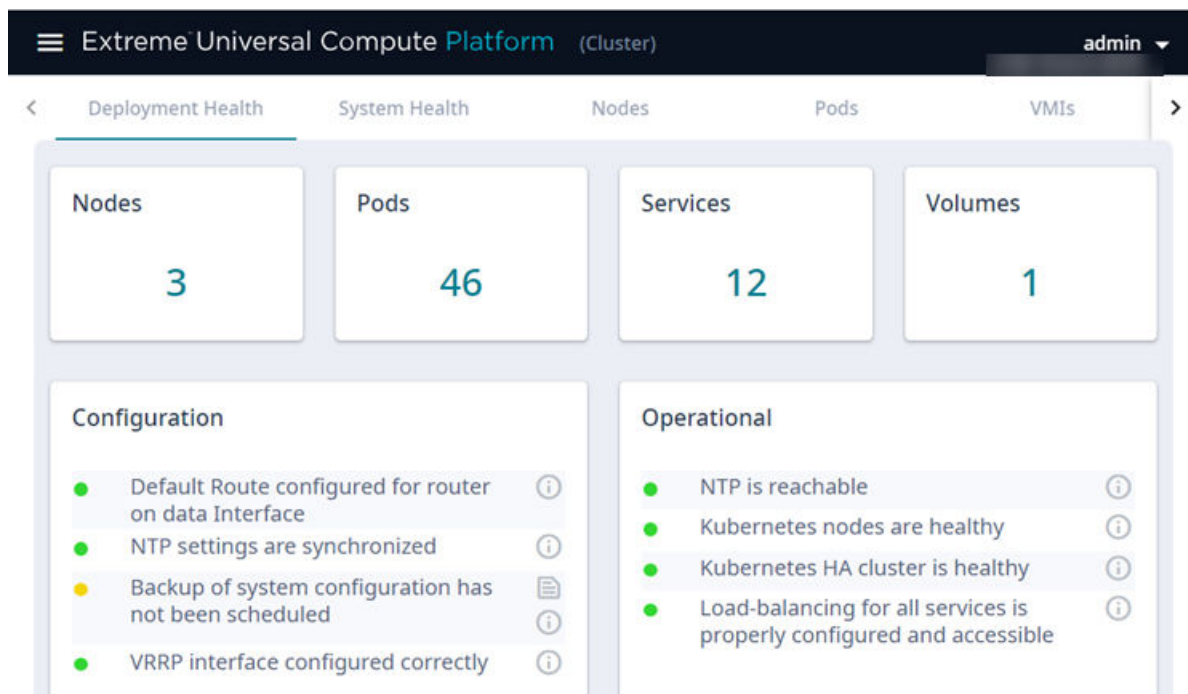 Extreme Universal Compute Platform (Cluster)
admin
Deployment Health System Health Nodes Pods VMIs
Nodes Pods Services Volumes
3 46 12 1
Configuration
Default Route configured for router
on data Interface
NTP settings are synchronized
Backup of system configuration has
not been scheduled
VRRP interface configured correctly
Operational
NTP is reachable
Kubernetes nodes are healthy
Kubernetes HA cluster is healthy
Load-balancing for all services is
properly configured and accessible